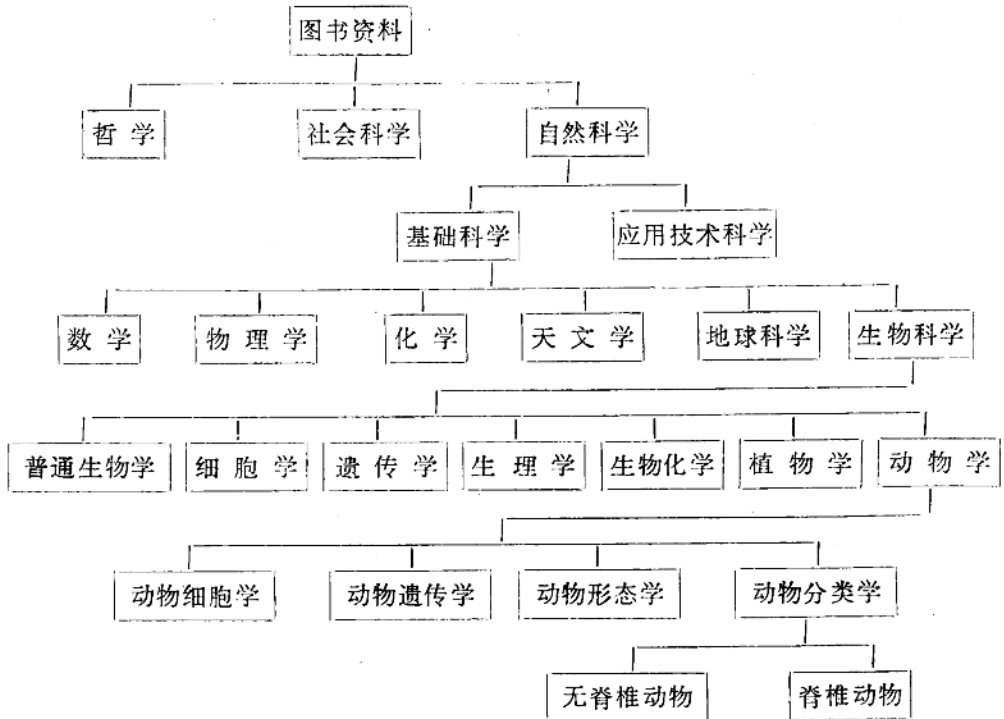 图书资料
哲学 社会科学 自然科学
基础科学 应用技术科学
数学 物理学 化学 天文学 地球科学 生物科学
普通生物学 细胞学 遗传学 生理学 生物化学 植物学 动物学
动物细胞学 动物遗传学 动物形态学 动物分类学
无脊椎动物 脊椎动物